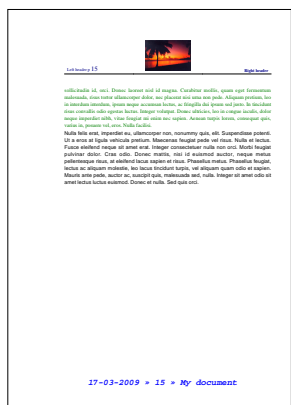 Left header p 15
Right header
sollicitudin id, orci. Donec laoreet nisl id magna. Curabitur mollis, quam eget fermentum
malesuada, risus tortor ullamcorper dolor, nec placerat nisi urna non pede. Aliquam pretium, leo
in interdum interdum, ipsum neque accumsan lectus, ac fringilla dui ipsum sed justo. In tincidunt
risus convallis odio egestas luctus. Integer volutpat. Donec ultricies, leo in congue iaculis, dolor
neque imperdiet nibh, vitae feugiat mi enim nec sapien. Aenean turpis lorem, consequat quis,
varius in, posuere vel, eros. Nulla facilisi.
Nulla felis erat, imperdiet eu, ullamcorper non, nonummy quis, elit. Suspendisse potenti.
Ut a eros at ligula vehicula pretium. Maecenas feugiat pede vel risus. Nulla et lectus.
Fusce eleifend neque sit amet erat. Integer consectetuer nulla non orci. Morbi feugiat
pulvinar dolor. Cras odio. Donec mattis, nisi id euismod auctor, neque metus
pellentesque risus, at eleifend lacus sapien et risus. Phasellus metus. Phasellus feugiat,
lectus ac aliquam molestie, leo lacus tincidunt turpis, vel aliquam quam odio et sapien.
Mauris ante pede, auctor ac, suscipit quis, malesuada sed, nulla. Integer sit amet odio sit
amet lectus luctus euismod. Donec et nulla. Sed quis orci.
17-03-2009 » 15 » My document